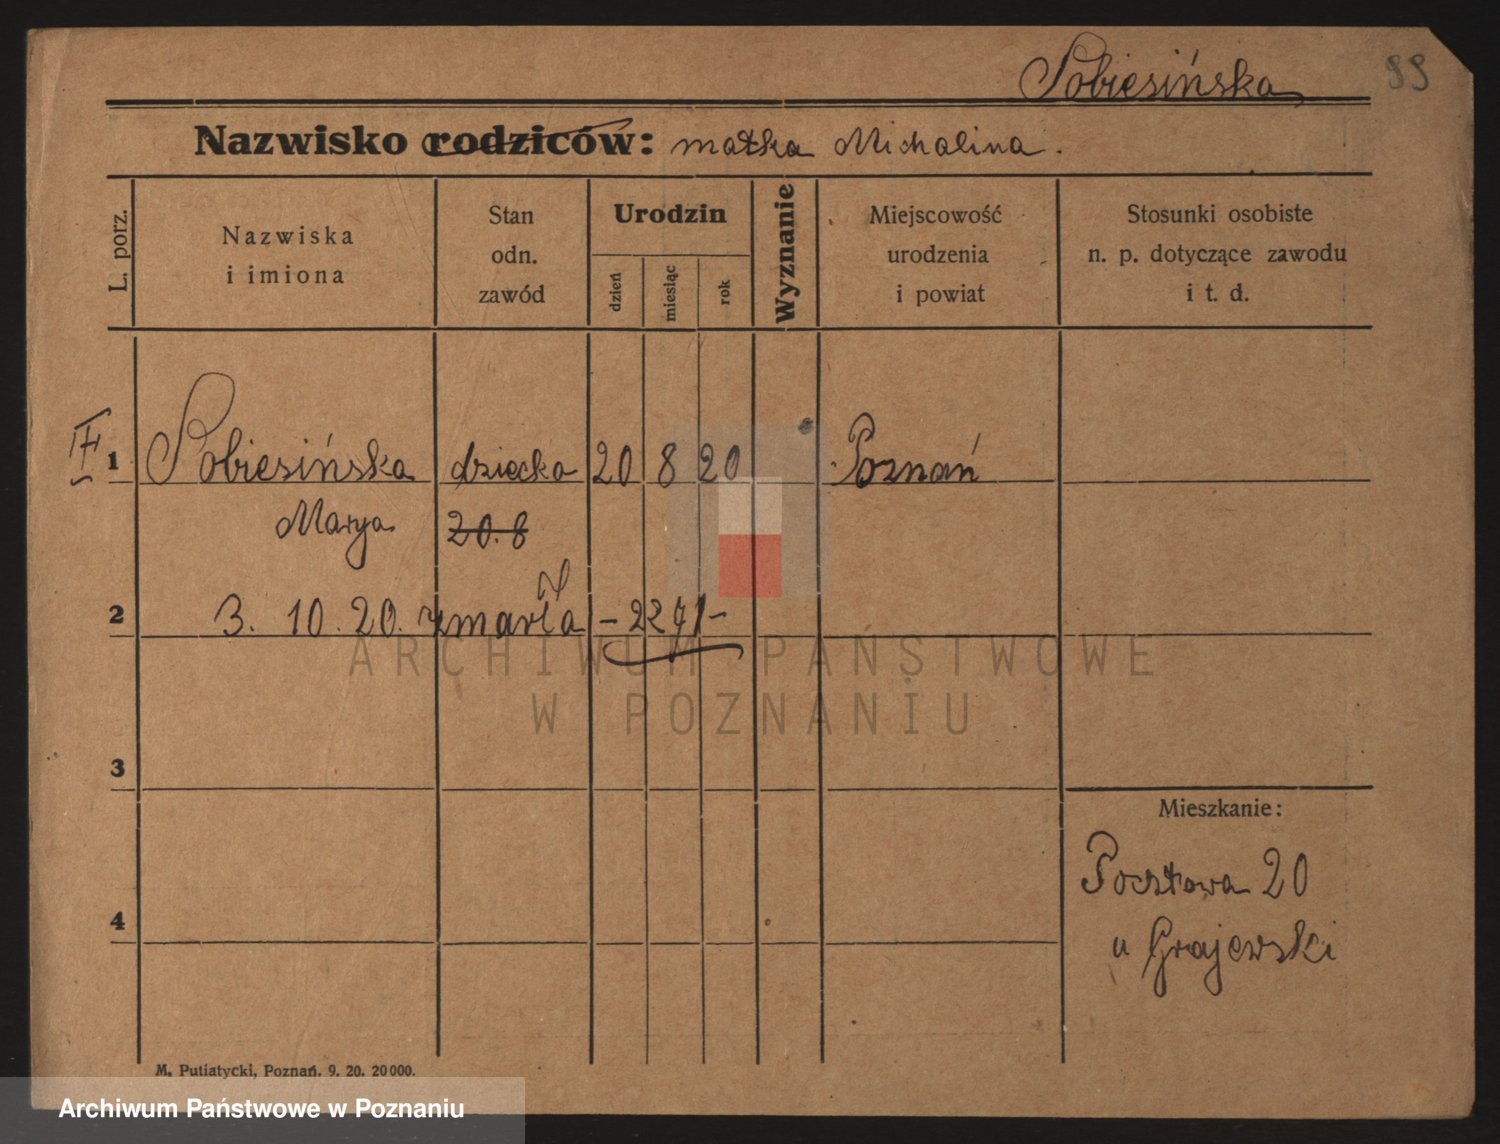 Sobiesińska
99
Nazwisko rodziców: matka Michalina.
L. porz.
Nazwiska
i imiona
Stan
odn.
zawód
Urodzin
dzień
miesiąc
rok
Wyznanie
Miejscowość
urodzenia
i powiat
Stosunki osobiste
n. p. dotyczące zawodu
i t. d.
1 Sobiesińska dziecko 20 8 20 Poznań
Marya 20.8
2 3. 10. 20. zmarła - 2271 -
ARCHIWUM PAŃSTWOWE
W POZNANIU
3
Mieszkanie:
Pocztowa 20
4
u Grajewski
M. Putiatycki, Poznań. 9. 20. 20000.
Archiwum Państwowe w Poznaniu